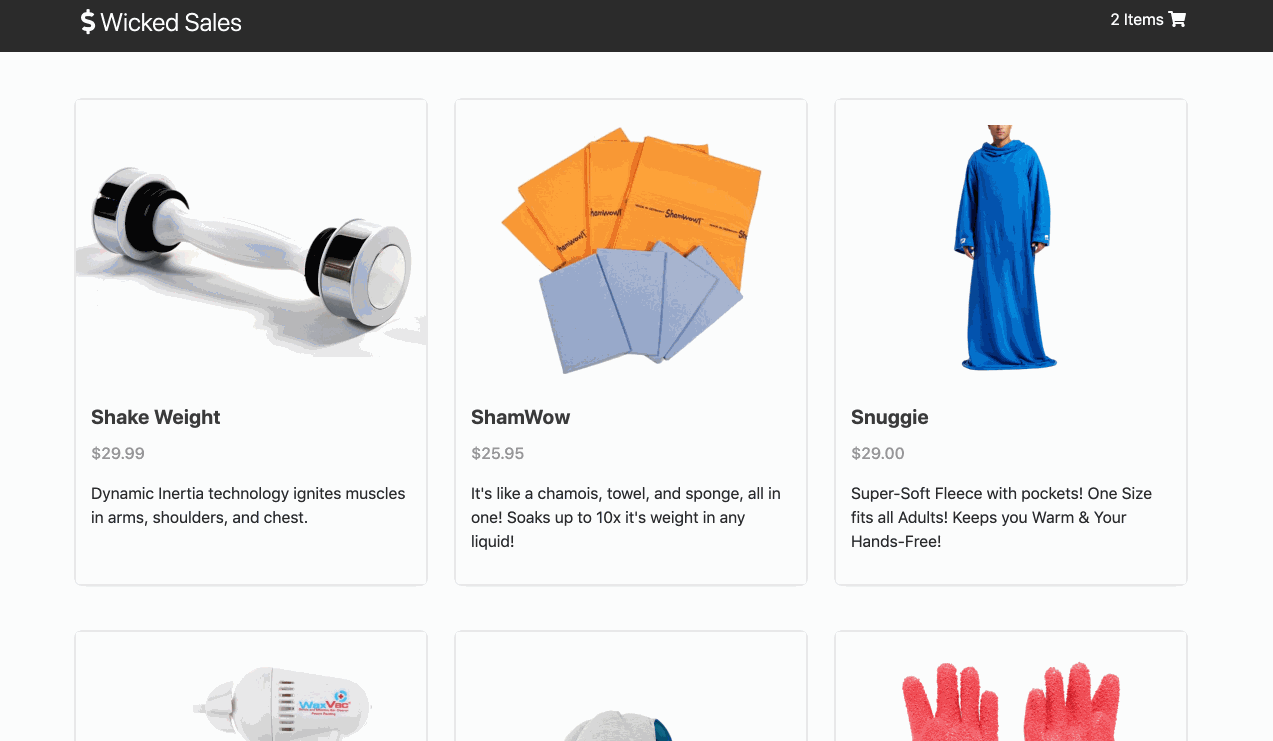 $ Wicked Sales
2 Items
ShamWow!
ShamWow!
ShamWow!
Shake Weight
ShamWow
Snuggie
$29.99
$25.95
$29.00
Dynamic Inertia technology ignites muscles
in arms, shoulders, and chest.
It's like a chamois, towel, and sponge, all in
one! Soaks up to 10x it's weight in any
liquid!
Super-Soft Fleece with pockets! One Size
fits all Adults! Keeps you Warm & Your
Hands-Free!
WaxVac